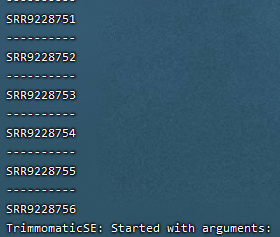 ----------
SRR9228751
----------
SRR9228752
----------
SRR9228753
----------
SRR9228754
----------
SRR9228755
----------
SRR9228756
TrimmomaticSE: Started with arguments: